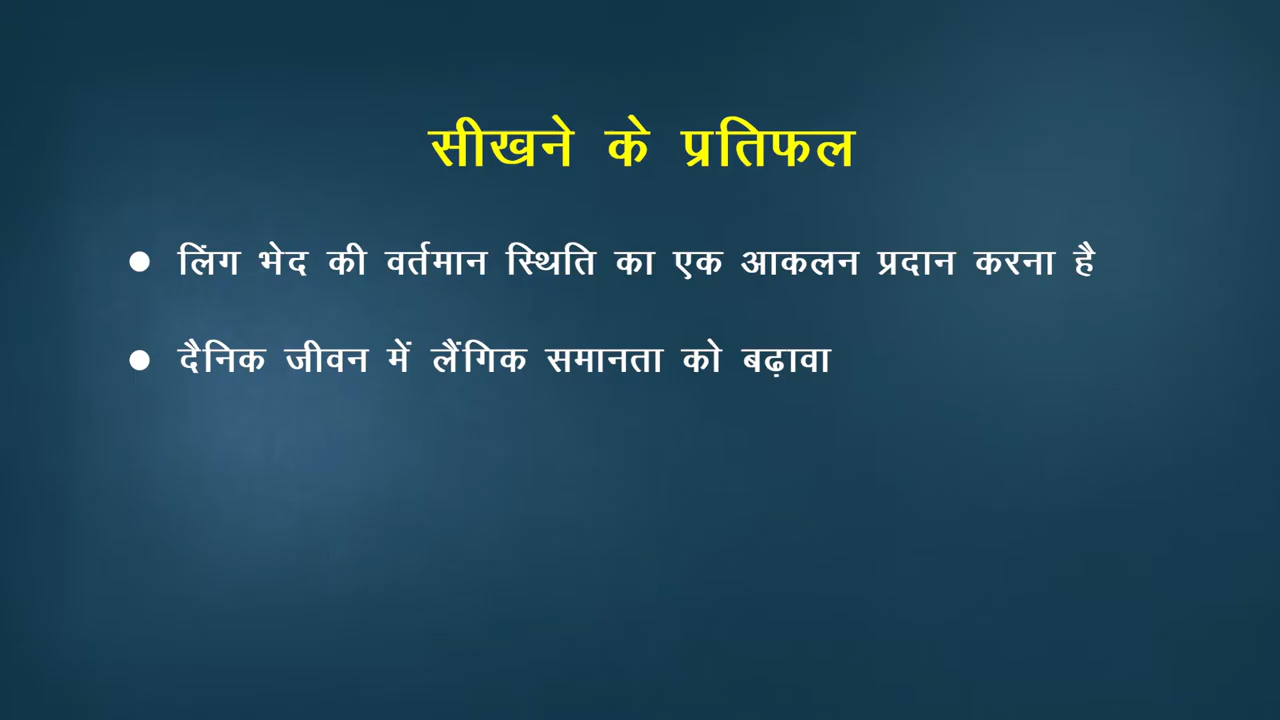 सीखने के प्रतिफल
● लिंग भेद की वर्तमान स्थिति का एक आकलन प्रदान करना है
● दैनिक जीवन में लैंगिक समानता को बढ़ावा